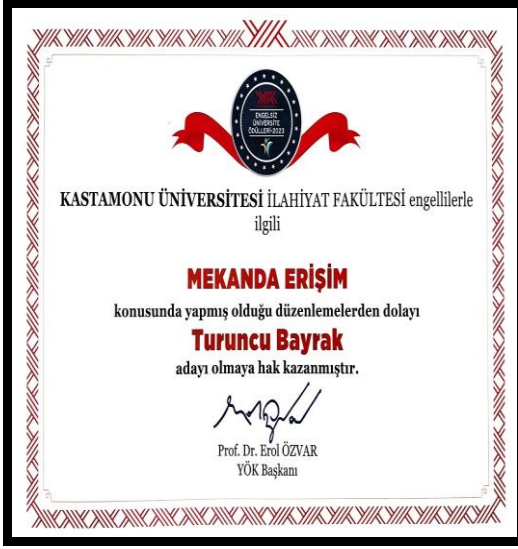 ENGELSİZ
ÜNİVERSİTE
ÖDÜLLERİ-2023
KASTAMONU ÜNİVERSİTESİ İLAHİYAT FAKÜLTESİ engellilerle
ilgili
MEKANDA ERİŞİM
konusunda yapmış olduğu düzenlemelerden dolayı
Turuncu Bayrak
adayı olmaya hak kazanmıştır.
Prof. Dr. Erol ÖZVAR
YÖK Başkanı